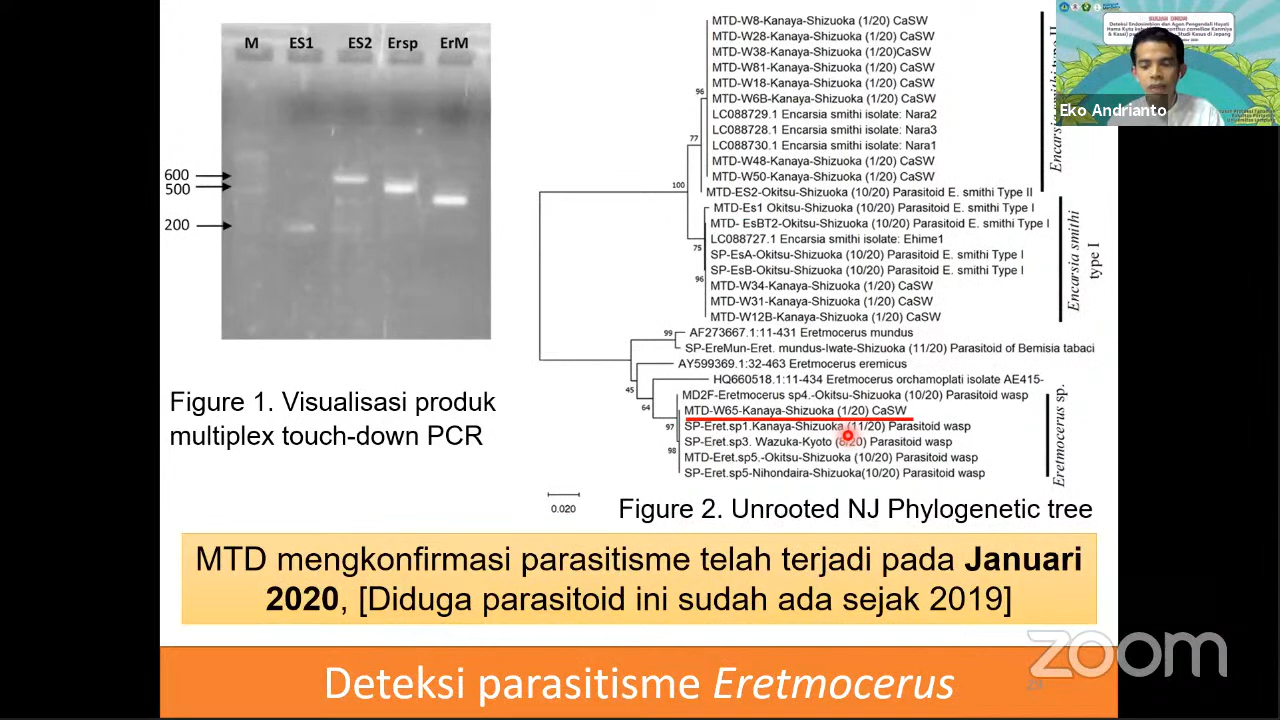 M ES1 ES2 Ersp ErM
600
500
200
Figure 1. Visualisasi produk
multiplex touch-down PCR
MTD-W8-Kanaya-Shizuoka (1/20) CaSW
MTD-W28-Kanaya-Shizuoka (1/20) CaSW
MTD-W38-Kanaya-Shizuoka (1/20)CaSW
MTD-W81-Kanaya-Shizuoka (1/20) CaSW
MTD-W18-Kanaya-Shizuoka (1/20) CaSW
MTD-W6B-Kanaya-Shizuoka (1/20) CaSW
LC088729.1 Encarsia smithi isolate: Nara2
LC088728.1 Encarsia smithi isolate: Nara3
LC088730.1 Encarsia smithi isolate: Nara1
MTD-W48-Kanaya-Shizuoka (1/20) CaSW
MTD-W50-Kanaya-Shizuoka (1/20) CaSW
MTD-ES2-Okitsu-Shizuoka (10/20) Parasitoid E. smithi Type II
MTD-Es1 Okitsu-Shizuoka (10/20) Parasitoid E. smithi Type I
MTD- EsBT2-Okitsu-Shizuoka (10/20) Parasitoid E. smithi Type I
LC088727.1 Encarsia smithi isolate: Ehime1
SP-EsA-Okitsu-Shizuoka (10/20) Parasitoid E. smithi Type I
SP-EsB-Okitsu-Shizuoka (10/20) Parasitoid E. smithi Type I
MTD-W34-Kanaya-Shizuoka (1/20) CaSW
MTD-W31-Kanaya-Shizuoka (1/20) CaSW
MTD-W12B-Kanaya-Shizuoka (1/20) CaSW
AF273667.1:11-431 Eretmocerus mundus
SP-EreMun-Eret. mundus-Iwate-Shizuoka (11/20) Parasitoid of Bemisia tabaci
AY599369.1:32-463 Eretmocerus eremicus
HQ660518.1:11-434 Eretmocerus orchamoplati isolate AE415-
MD2F-Eretmocerus sp4.-Okitsu-Shizuoka (10/20) Parasitoid wasp
MTD-W65-Kanaya-Shizuoka (1/20) CaSW
SP-Eret.sp1.Kanaya-Shizuoka (11/20) Parasitoid wasp
SP-Eret.sp3. Wazuka-Kyoto (8/20) Parasitoid wasp
MTD-Eret.sp5.-Okitsu-Shizuoka (10/20) Parasitoid wasp
SP-Eret.sp5-Nihondaira-Shizuoka(10/20) Parasitoid wasp
96
77
100
75
96
99
45
64
97
98
0.020
Encarsia smithi type II
Encarsia smithi
type I
Eretmocerus sp.
Figure 2. Unrooted NJ Phylogenetic tree
MTD mengkonfirmasi parasitisme telah terjadi pada Januari
2020, [Diduga parasitoid ini sudah ada sejak 2019]
Deteksi parasitisme Eretmocerus
Eko Andrianto
zoom